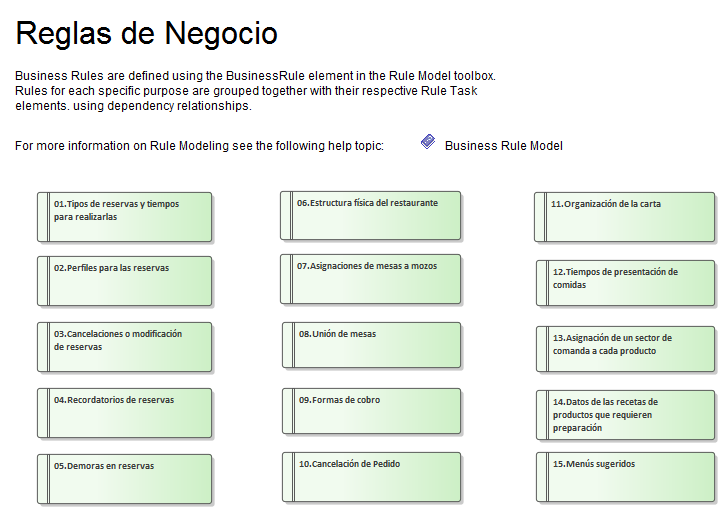 Reglas de Negocio
Business Rules are defined using the BusinessRule element in the Rule Model toolbox.
Rules for each specific purpose are grouped together with their respective Rule Task
elements. using dependency relationships.
For more information on Rule Modeling see the following help topic:
Business Rule Model
01.Tipos de reservas y tiempos
para realizarlas
02.Perfiles para las reservas
03.Cancelaciones o modificación
de reservas
04.Recordatorios de reservas
05.Demoras en reservas
06.Estructura física del restaurante
07.Asignaciones de mesas a mozos
08.Unión de mesas
09.Formas de cobro
10.Cancelación de Pedido
11.Organización de la carta
12.Tiempos de presentación de
comidas
13.Asignación de un sector de
comanda a cada producto
14.Datos de las recetas de
productos que requieren
preparación
15.Menús sugeridos